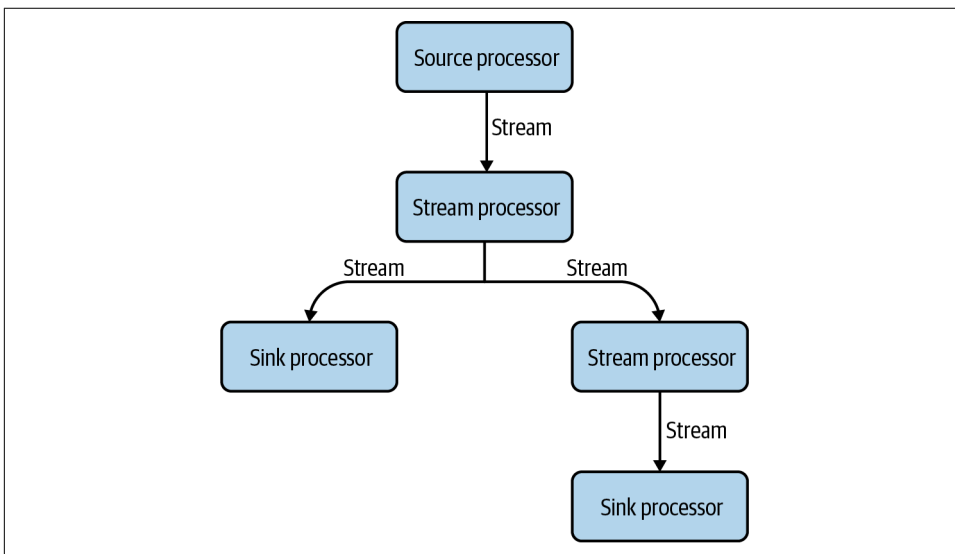 Source processor
Stream
Stream processor
Stream
Stream
Sink processor
Stream processor
Stream
Sink processor